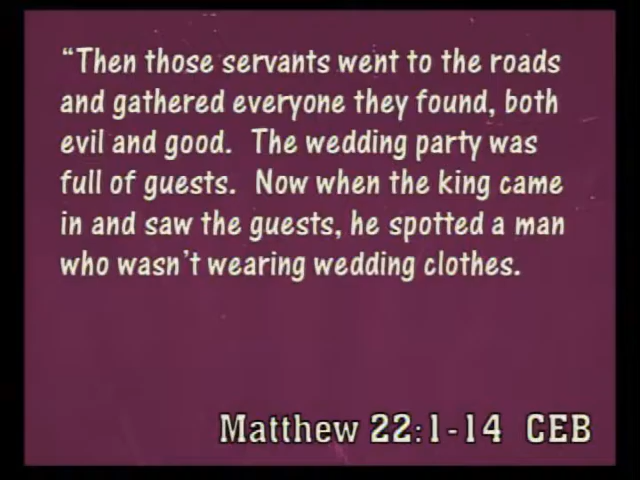 “Then those servants went to the roads
and gathered everyone they found, both
evil and good.  The wedding party was
full of guests.  Now when the king came
in and saw the guests, he spotted a man
who wasn’t wearing wedding clothes.
Matthew 22:1-14  CEB